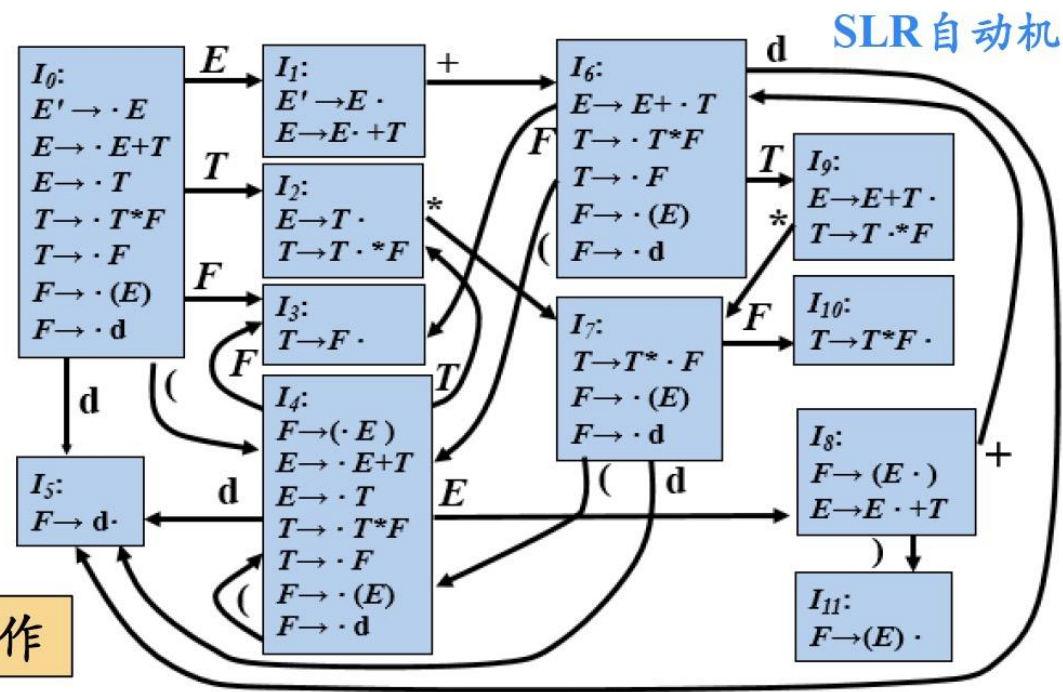 SLR自动机
I0:
E' → · E
E → · E+T
E → · T
T → · T*F
T → · F
F → · (E)
F → · d
E
T
F
d
(
I1:
E' → E ·
E → E· +T
+
I2:
E → T ·
T → T · *F
*
I3:
T → F ·
F
T
I4:
F → (· E )
E → · E+T
E → · T
T → · T*F
T → · F
F → · (E)
F → · d
d
E
(
I5:
F → d·
I6:
E → E+ · T
T → · T*F
T → · F
F → · (E)
F → · d
d
F
(
T
I7:
T → T* · F
F → · (E)
F → · d
F
(
d
I9:
E → E+T ·
T → T ·*F
*
I10:
T → T*F ·
I8:
F → (E · )
E → E · +T
+
)
I11:
F → (E) ·
作